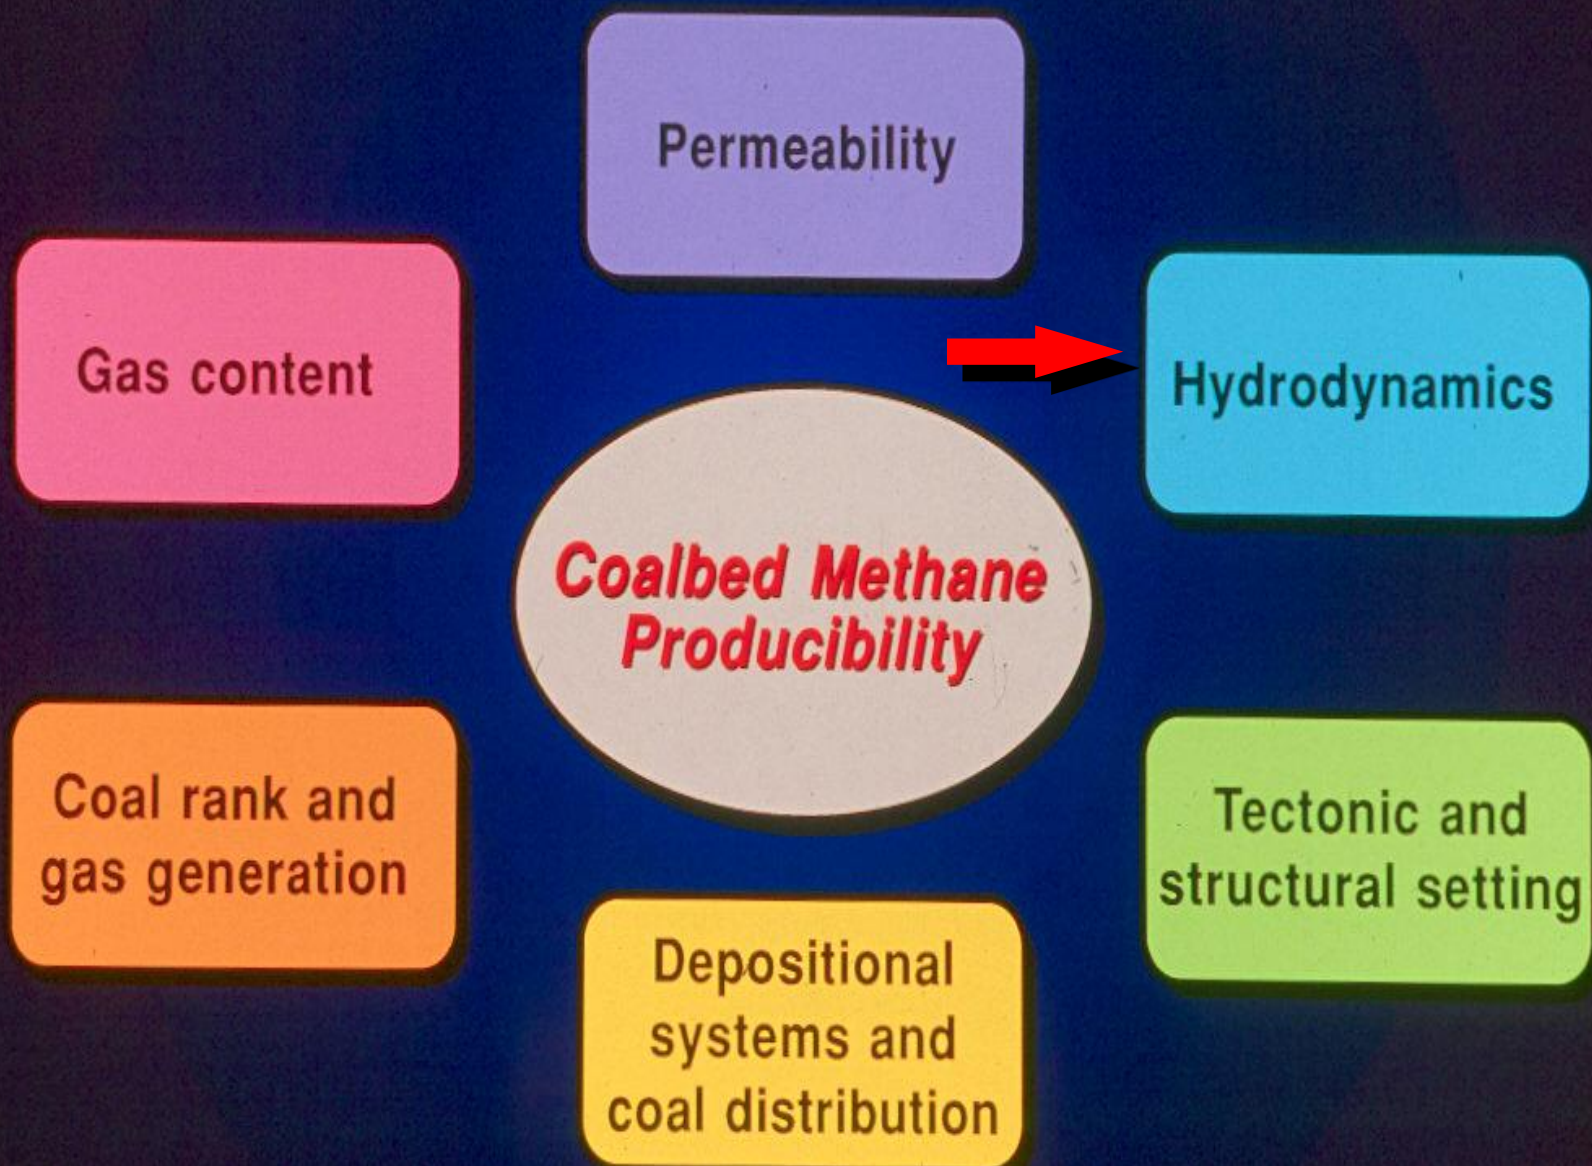 Permeability
Gas content
Hydrodynamics
Coalbed Methane
Producibility
Coal rank and
gas generation
Tectonic and
structural setting
Depositional
systems and
coal distribution